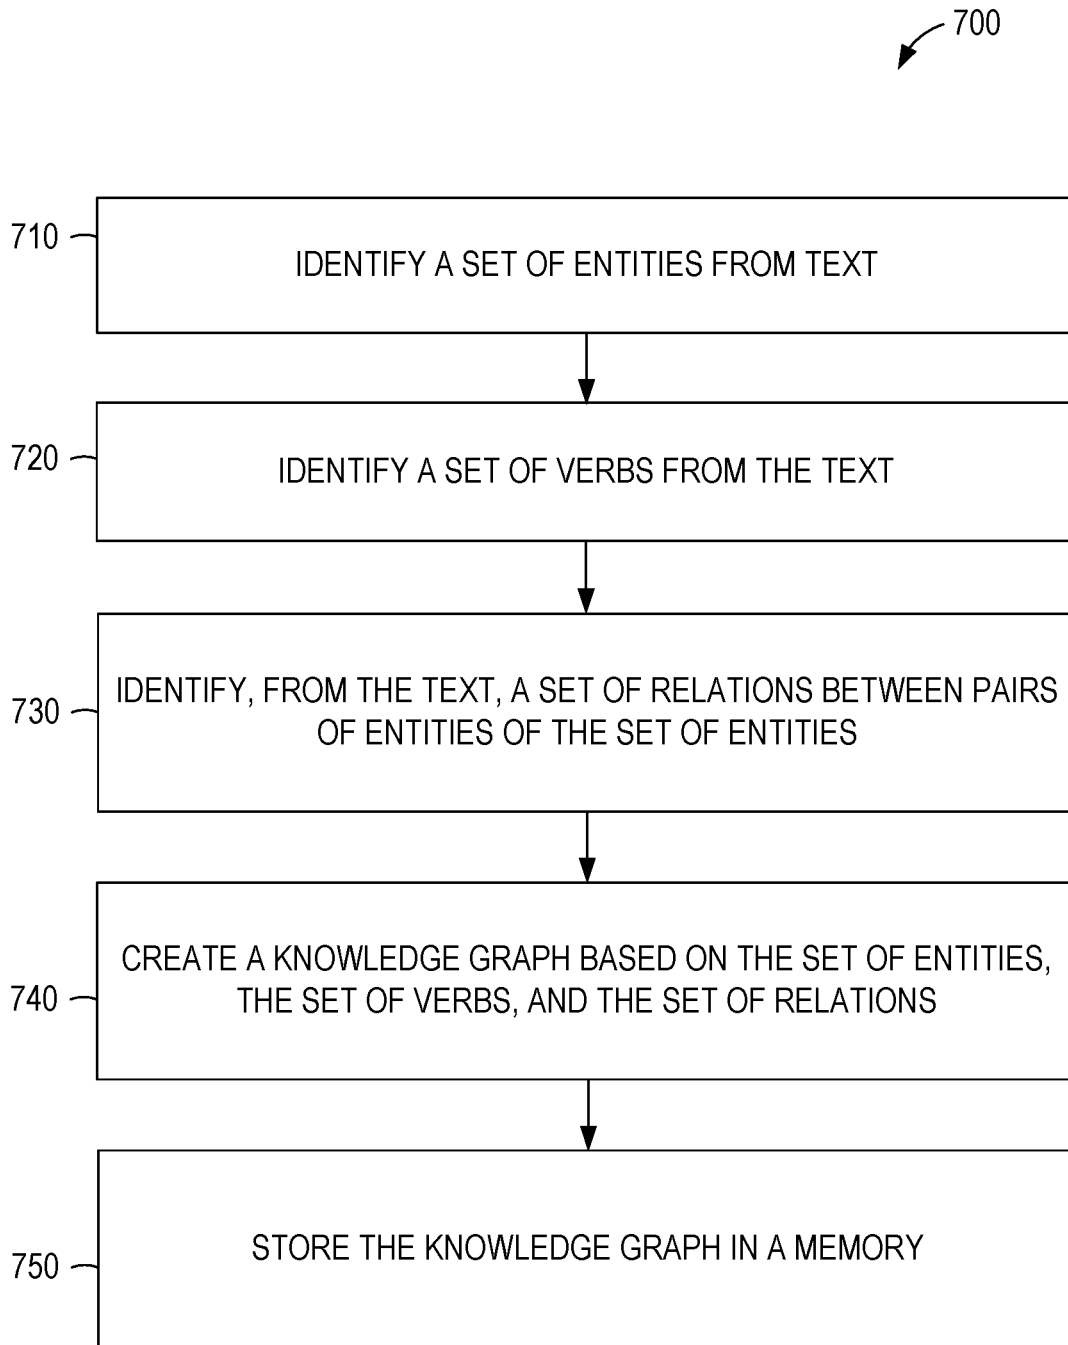 700
710
IDENTIFY A SET OF ENTITIES FROM TEXT
720
IDENTIFY A SET OF VERBS FROM THE TEXT
730
IDENTIFY, FROM THE TEXT, A SET OF RELATIONS BETWEEN PAIRS
OF ENTITIES OF THE SET OF ENTITIES
740
CREATE A KNOWLEDGE GRAPH BASED ON THE SET OF ENTITIES,
THE SET OF VERBS, AND THE SET OF RELATIONS
750
STORE THE KNOWLEDGE GRAPH IN A MEMORY